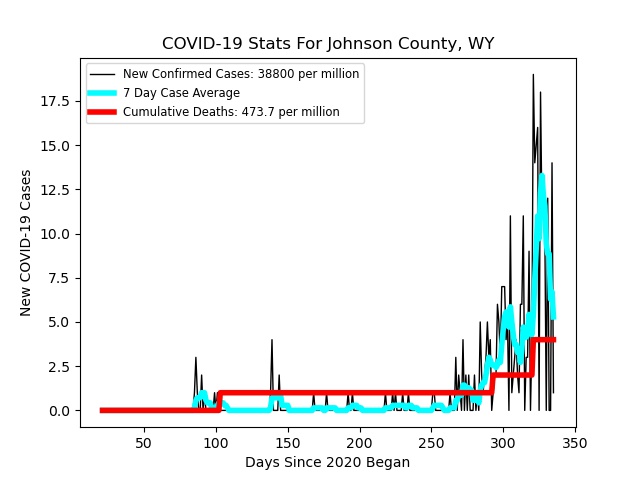 COVID-19 Stats For Johnson County, WY
New Confirmed Cases: 38800 per million
7 Day Case Average
Cumulative Deaths: 473.7 per million
New COVID-19 Cases
17.5
15.0
12.5
10.0
7.5
5.0
2.5
0.0
50 100 150 200 250 300 350
Days Since 2020 Began